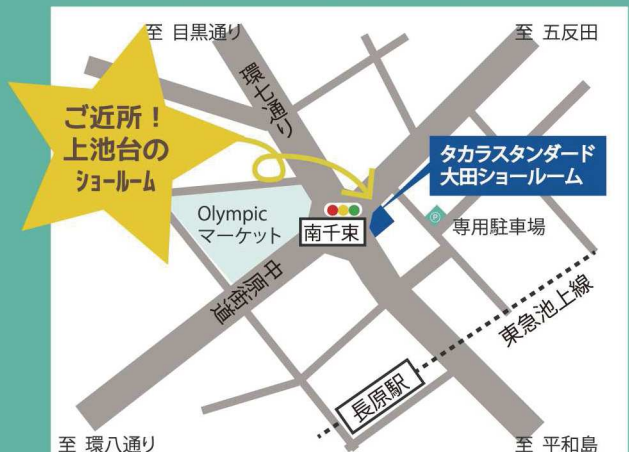 至 目黒通り
至 五反田
環七通り
ご近所！
上池台の
ショールーム
タカラスタンダード
大田ショールーム
Olympic
マーケット
南千束
P
専用駐車場
中原街道
東急池上線
長原駅
至 環八通り
至 平和島